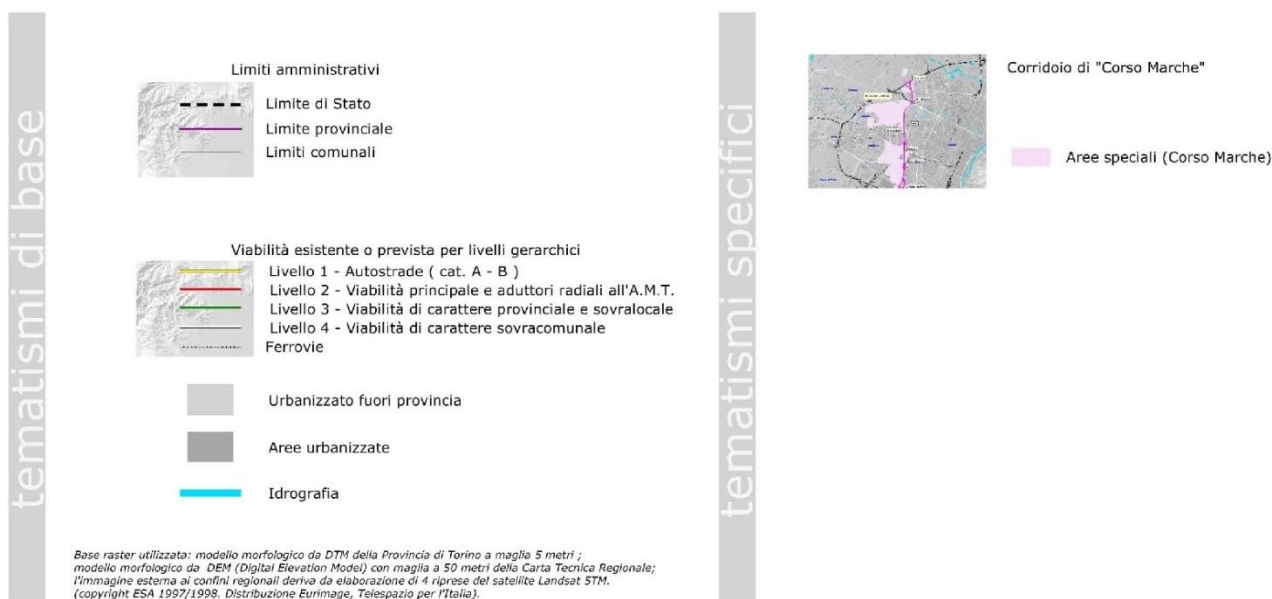 tematismi di base
Limiti amministrativi
Limite di Stato
Limite provinciale
Limiti comunali
Viabilità esistente o prevista per livelli gerarchici
Livello 1 - Autostrade ( cat. A - B )
Livello 2 - Viabilità principale e aduttori radiali all'A.M.T.
Livello 3 - Viabilità di carattere provinciale e sovralocale
Livello 4 - Viabilità di carattere sovracomunale
Ferrovie
Urbanizzato fuori provincia
Aree urbanizzate
Idrografia
Base raster utilizzata: modello morfologico da DTM della Provincia di Torino a maglia 5 metri ;
modello morfologico da DEM (Digital Elevation Model) con maglia a 50 metri della Carta Tecnica Regionale;
l'immagine esterna ai confini regionali deriva da elaborazione di 4 riprese del satellite Landsat 5TM.
(copyright ESA 1997/1998. Distribuzione Eurimage, Telespazio per l'Italia).
tematismi specifici
Corridoio di "Corso Marche"
Aree speciali (Corso Marche)